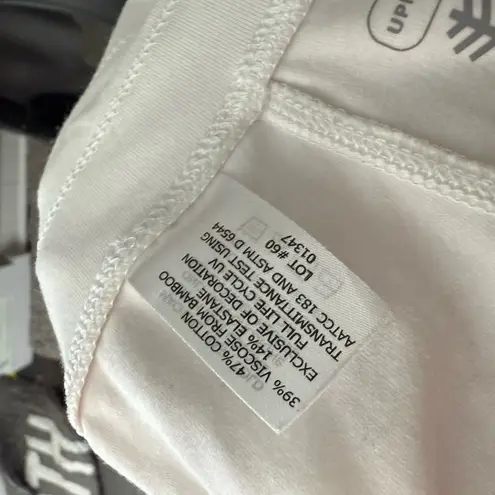 47% COTTON
39% VISCOSE FROM BAMBOO
14% ELASTANE
EXCLUSIVE OF DECORATION
FULL LIFE CYCLE UV
TRANSMITTANCE TEST USING
AATCC 183 AND ASTM D 6544
LOT #60
01347
UPF
TH